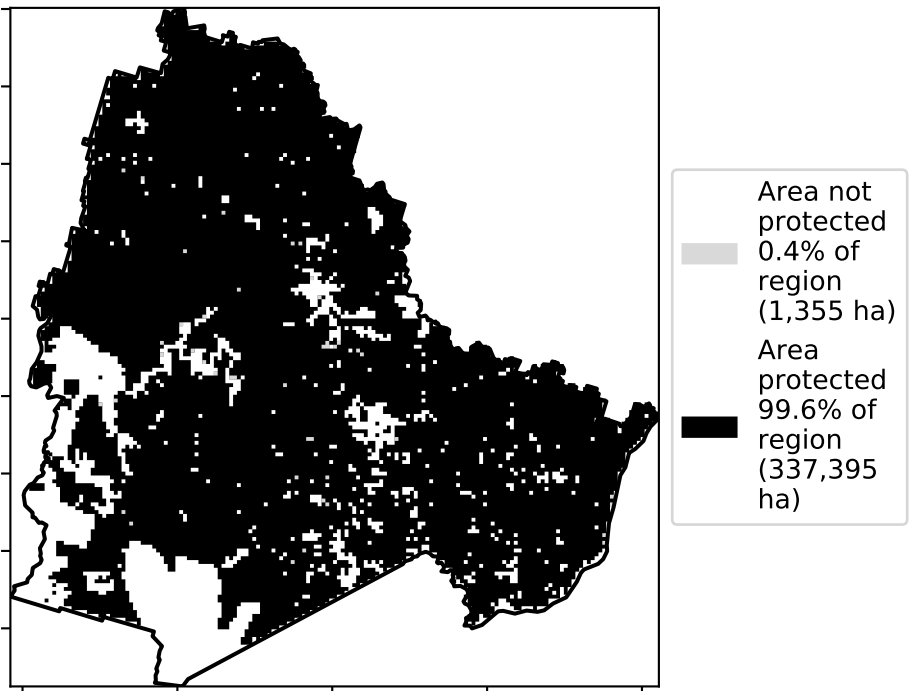 Area not
protected
0.4% of
region
(1,355 ha)
Area
protected
99.6% of
region
(337,395
ha)